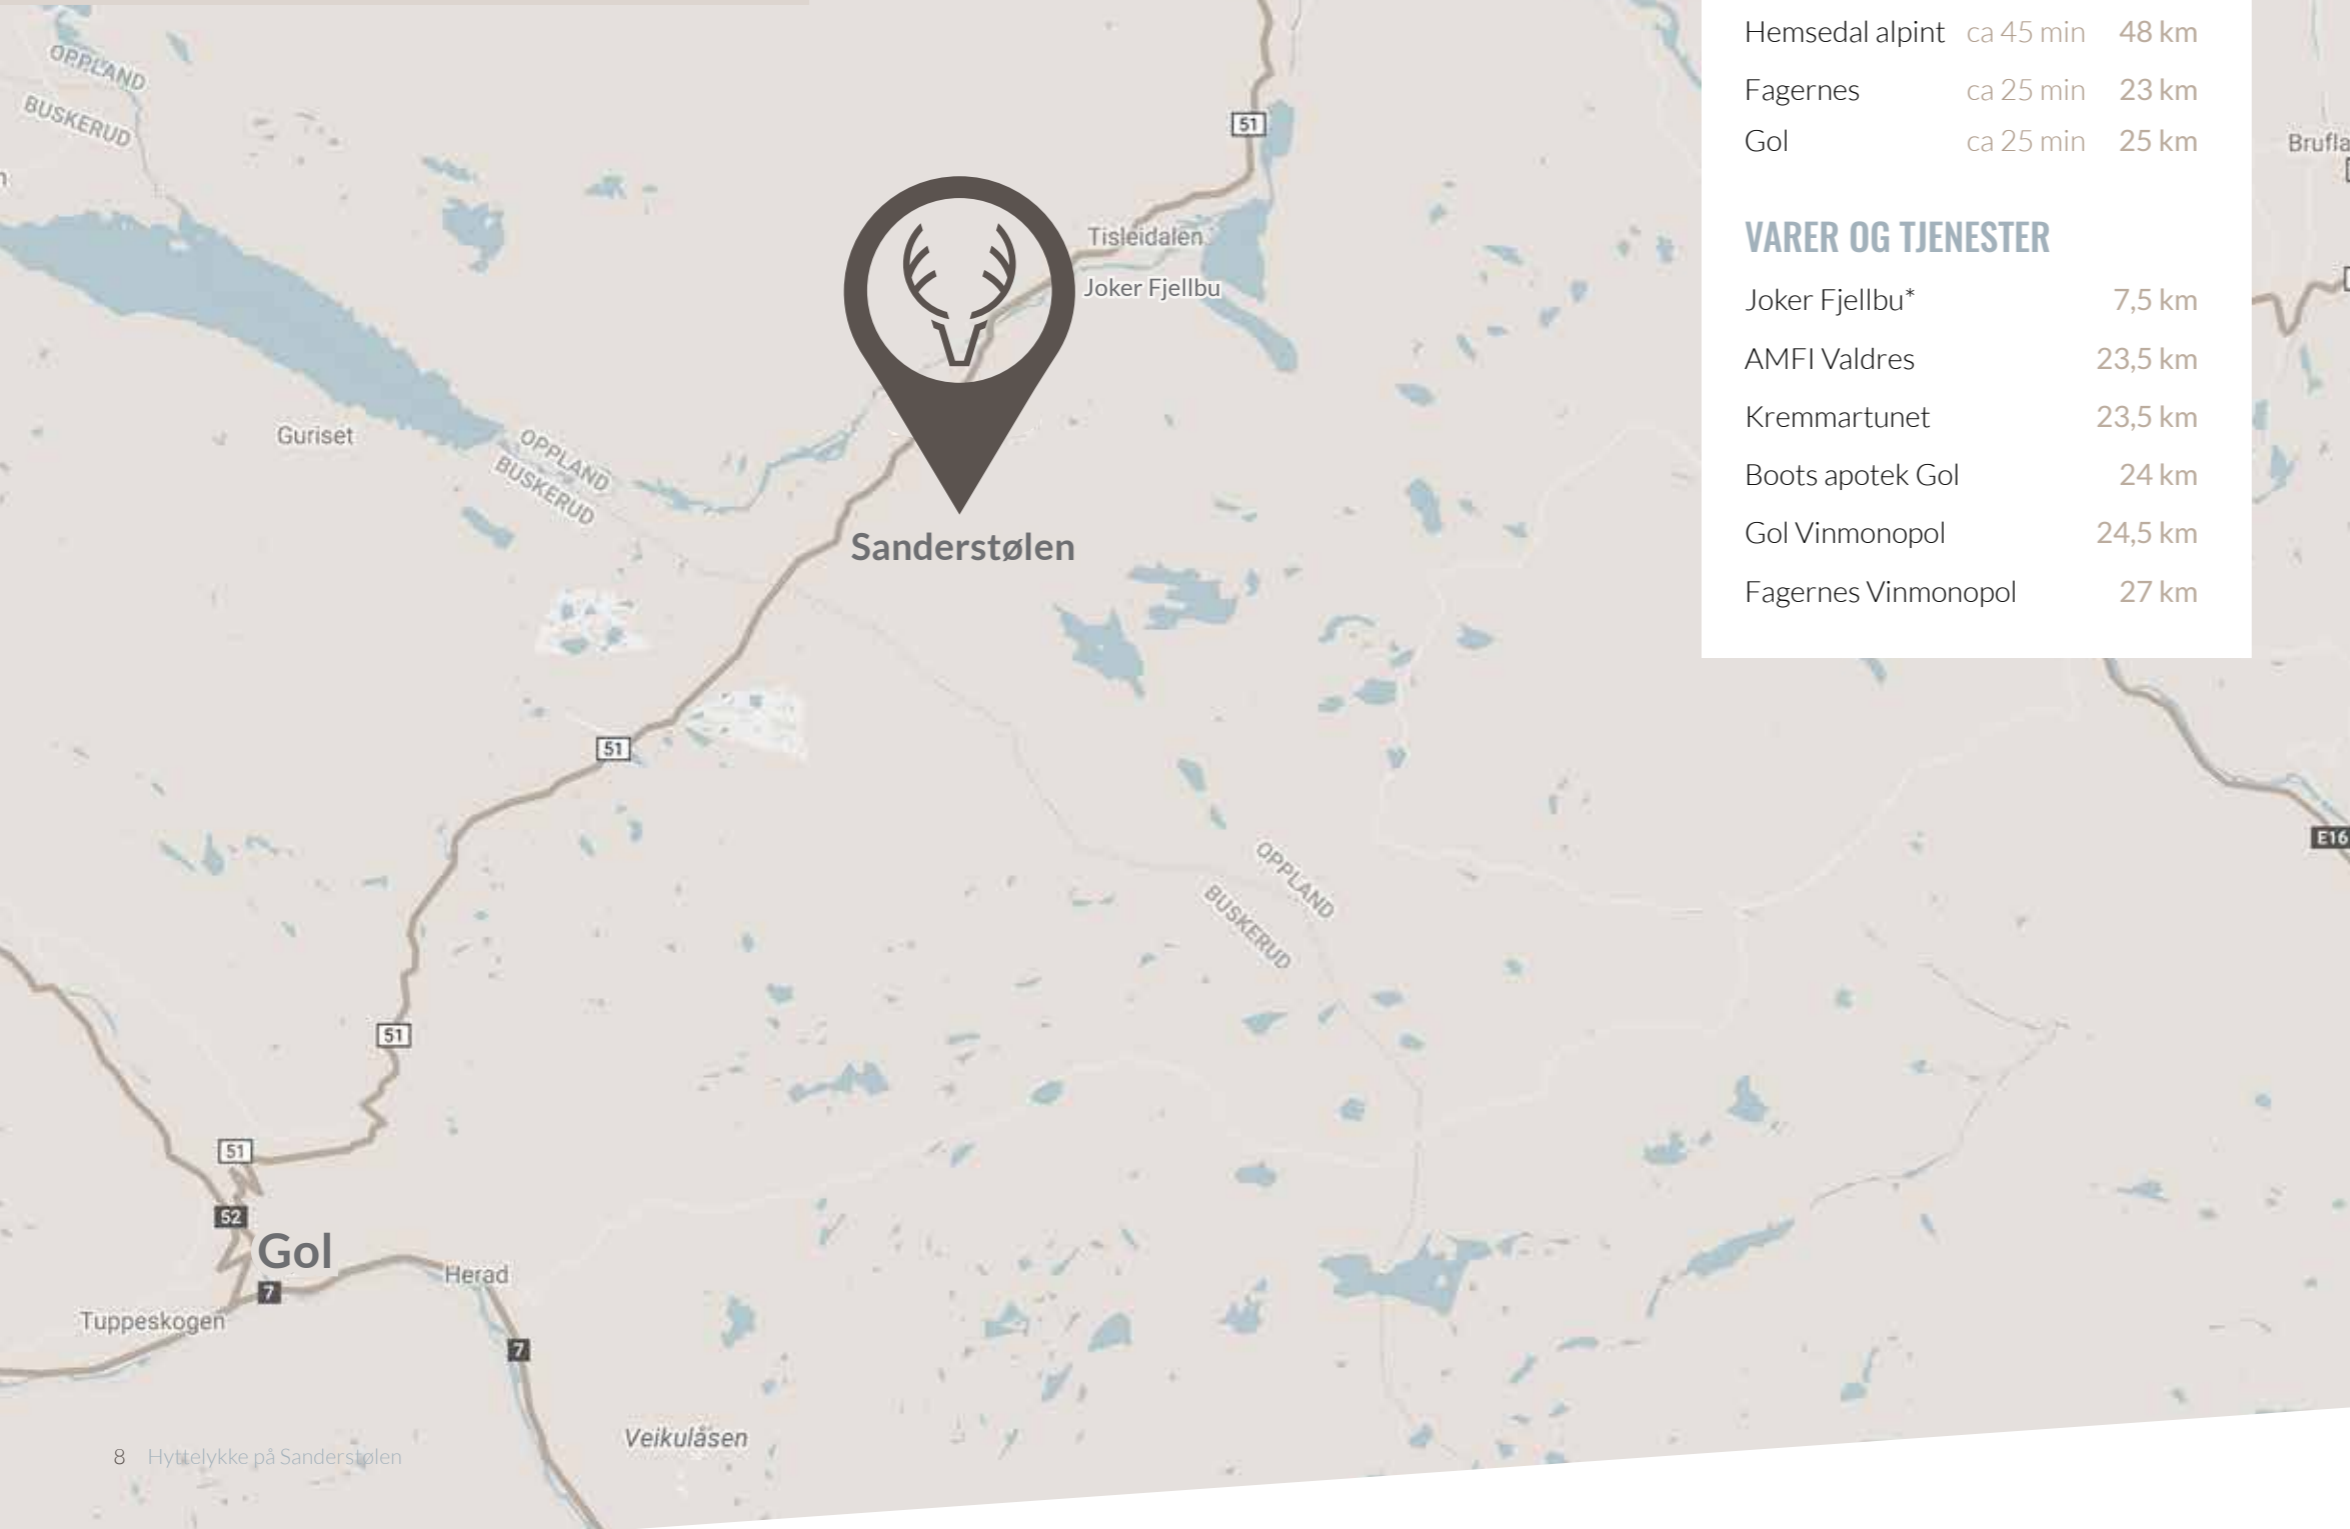 OPPLAND
BUSKERUD
51
Tisleidalen
Joker Fjellbu
Guriset
OPPLAND
BUSKERUD
Sanderstølen
51
OPPLAND
BUSKERUD
51
51
52
Gol
7
Herad
Tuppeskogen
7
Veikulåsen
E16
Hemsedal alpint ca 45 min 48 km
Fagernes ca 25 min 23 km
Gol ca 25 min 25 km
VARER OG TJENESTER
Joker Fjellbu* 7,5 km
AMFI Valdres 23,5 km
Kremmartunet 23,5 km
Boots apotek Gol 24 km
Gol Vinmonopol 24,5 km
Fagernes Vinmonopol 27 km
8 Hyttelykke på Sanderstølen